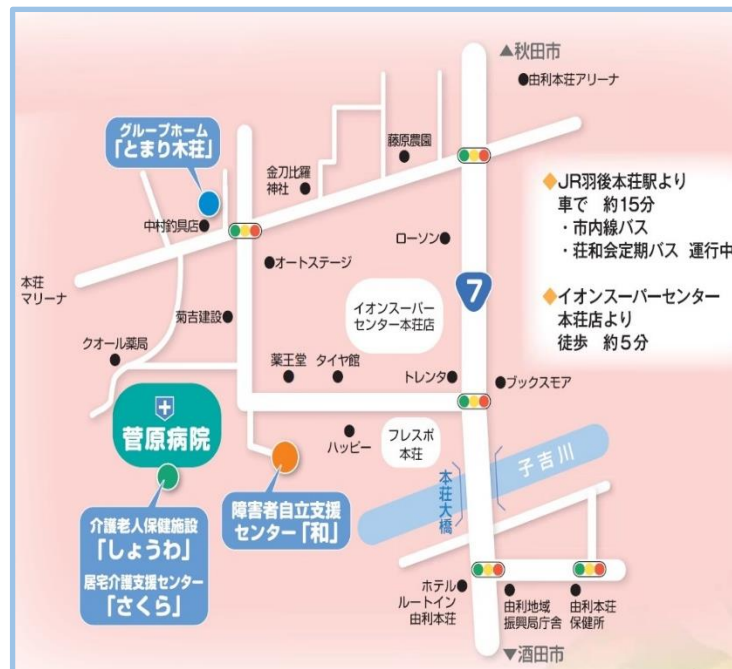 ▲秋田市
●由利本荘アリーナ
グループホーム
「とまり木荘」
藤原農園
金刀比羅
神社
中村釣具店
◆JR羽後本荘駅より
車で 約15分
・市内線バス
・荘和会定期バス 運行中
◆イオンスーパーセンター
本荘店より
徒歩 約5分
ローソン
オートステージ
本荘
マリーナ
7
イオンスーパー
センター本荘店
菊吉建設
クオール薬局
薬王堂
タイヤ館
トレンタ
ブックスモア
菅原病院
ハッピー
フレスポ
本荘
子吉川
本荘大橋
障害者自立支援
センター「和」
介護老人保健施設
「しょうわ」
居宅介護支援センター
「さくら」
ホテル
ルートイン
由利本荘
由利地域
振興局庁舎
由利本荘
保健所
▼酒田市